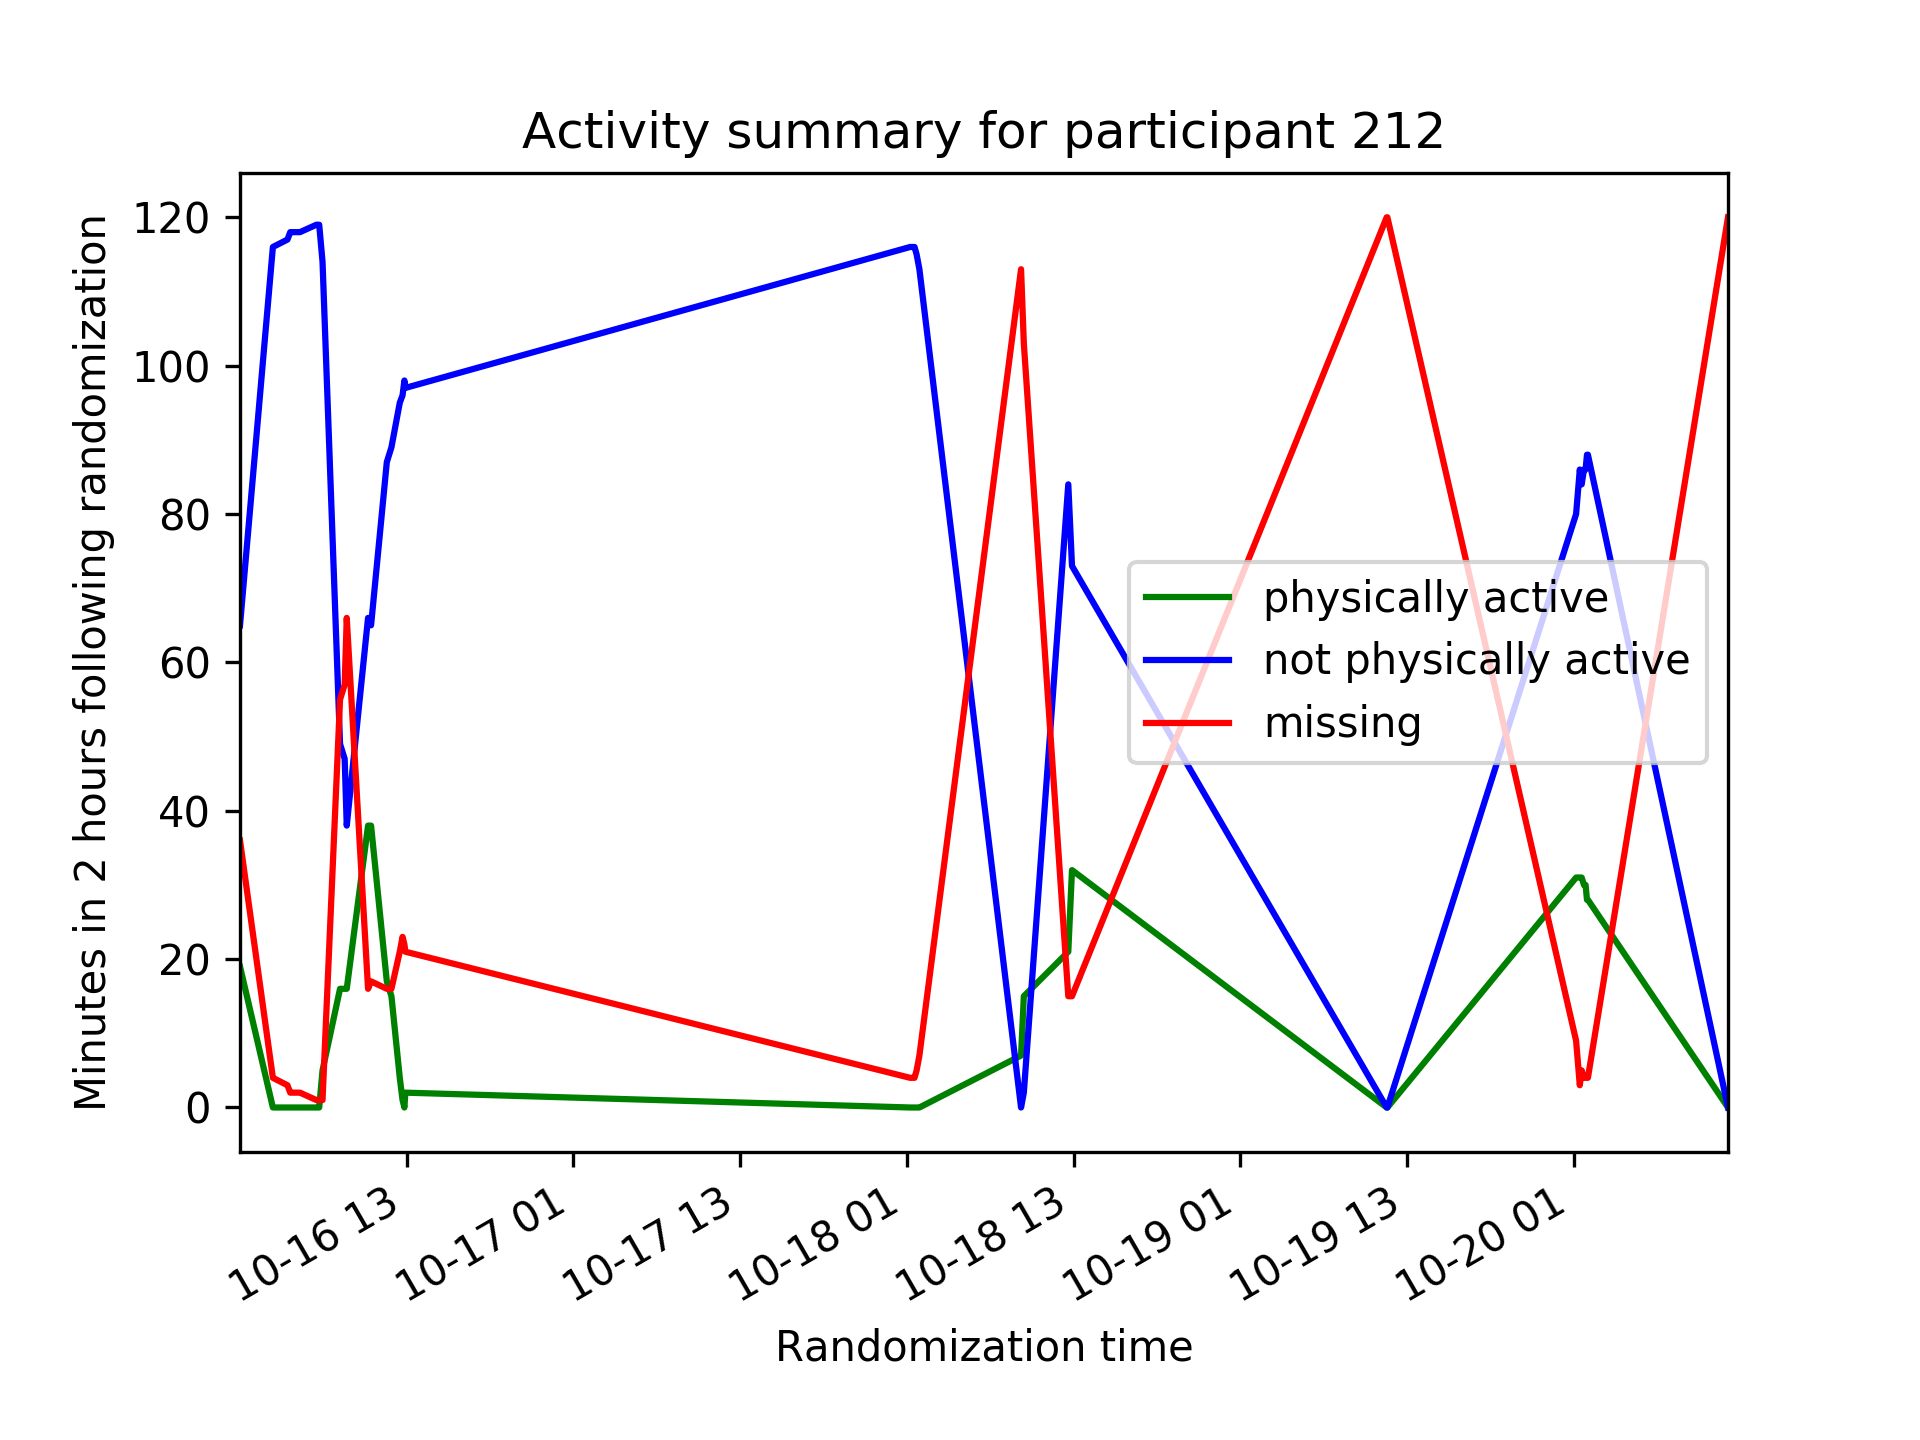 Activity summary for participant 212
Minutes in 2 hours following randomization
120
100
80
60
40
20
0
physically active
not physically active
missing
10-16 13
10-17 01
10-17 13
10-18 01
10-18 13
10-19 01
10-19 13
10-20 01
Randomization time